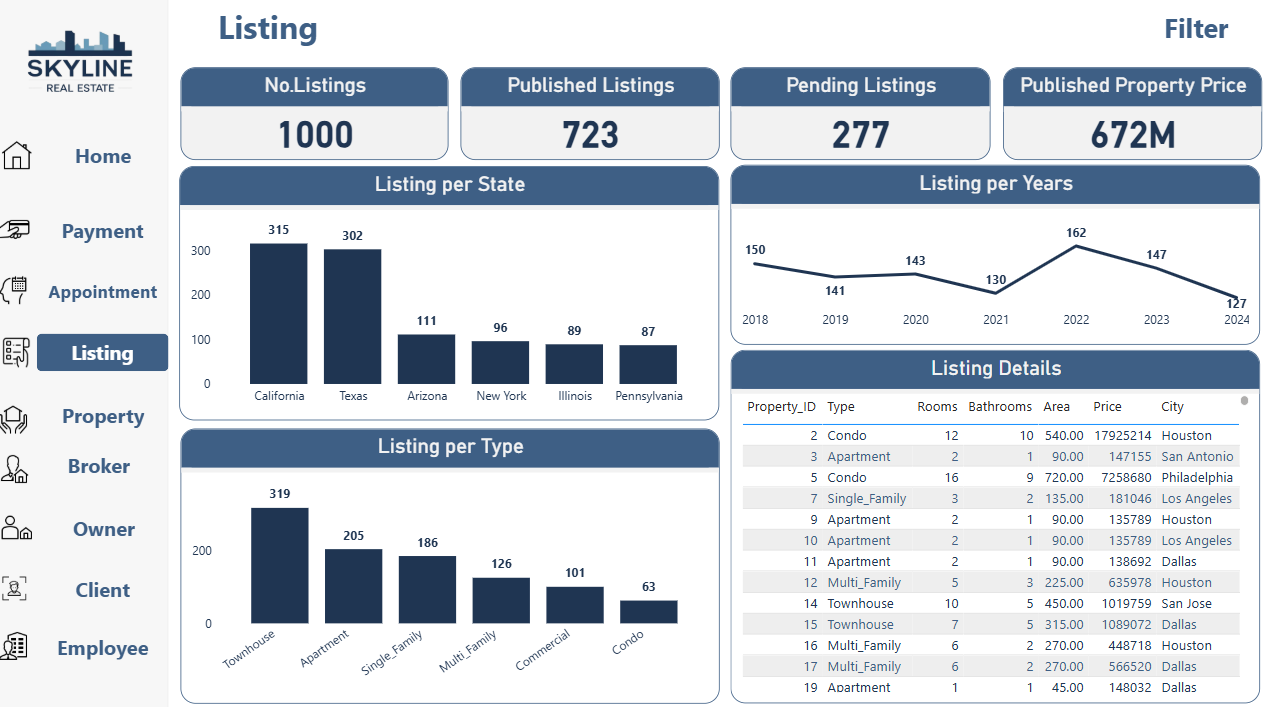 SKYLINE
REAL ESTATE
Home
Payment
Appointment
Listing
Property
Broker
Owner
Client
Employee
Listing
Filter
No.Listings
1000
Published Listings
723
Pending Listings
277
Published Property Price
672M
Listing per State
300
200
100
0
315 302 111 96 89 87
California Texas Arizona New York Illinois Pennsylvania
Listing per Type
200
0
319 205 186 126 101 63
Townhouse Apartment Single_Family Multi_Family Commercial Condo
Listing per Years
150 141 143 130 162 147 127
2018 2019 2020 2021 2022 2023 2024
Listing Details
Property_ID Type Rooms Bathrooms Area Price City
2 Condo 12 10 540.00 17925214 Houston
3 Apartment 2 1 90.00 147155 San Antonio
5 Condo 16 9 720.00 7258680 Philadelphia
7 Single_Family 3 2 135.00 181046 Los Angeles
9 Apartment 2 1 90.00 135789 Houston
10 Apartment 2 1 90.00 135789 Los Angeles
11 Apartment 2 1 90.00 138692 Dallas
12 Multi_Family 5 3 225.00 635978 Houston
14 Townhouse 10 5 450.00 1019759 San Jose
15 Townhouse 7 5 315.00 1089072 Dallas
16 Multi_Family 6 2 270.00 448718 Houston
17 Multi_Family 6 2 270.00 566520 Dallas
19 Apartment 1 1 45.00 148032 Dallas